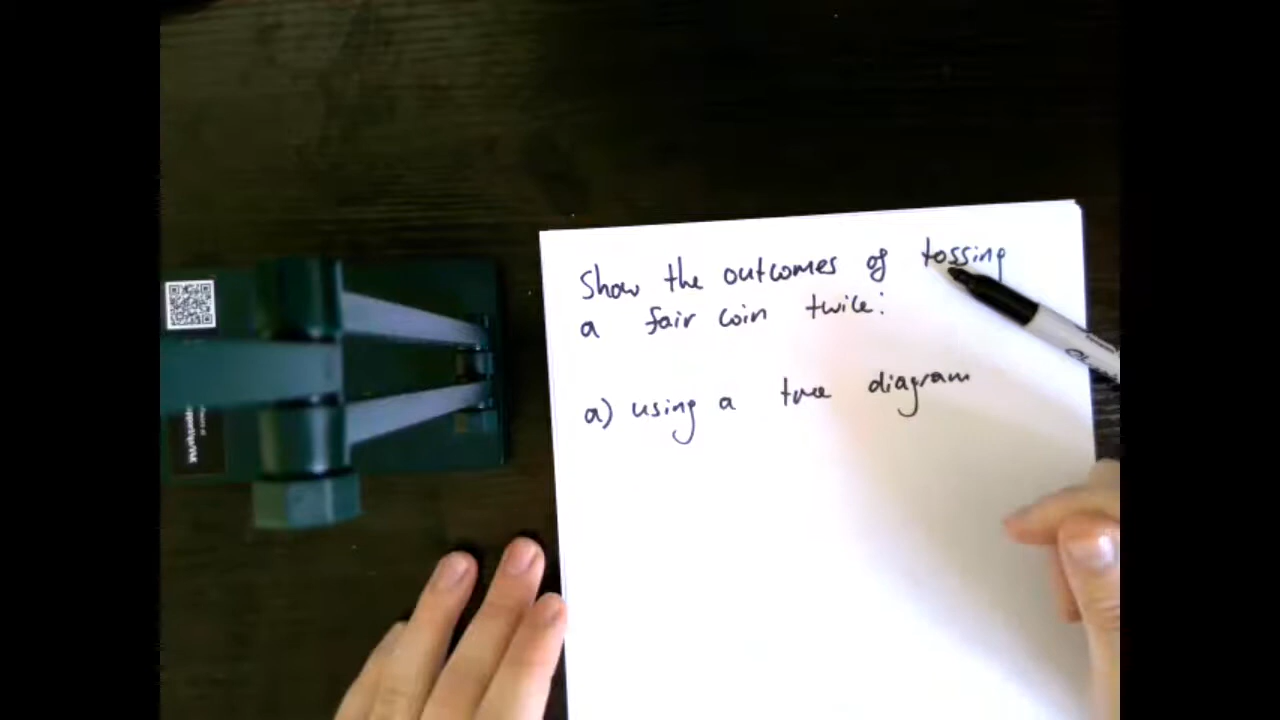 Show the outcomes of tossing
a fair coin twice:
a) using a tree diagram